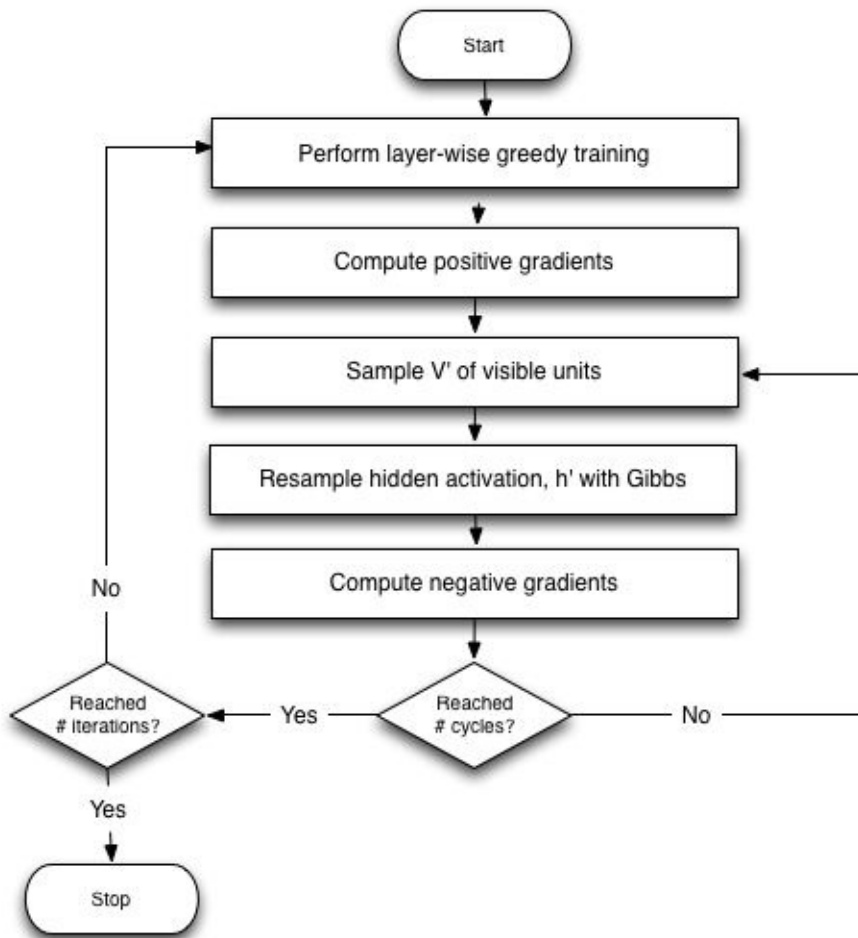 Start
Perform layer-wise greedy training
Compute positive gradients
Sample V' of visible units
Resample hidden activation, h' with Gibbs
Compute negative gradients
No
Reached
# iterations?
Yes
Reached
# cycles?
No
Yes
Stop